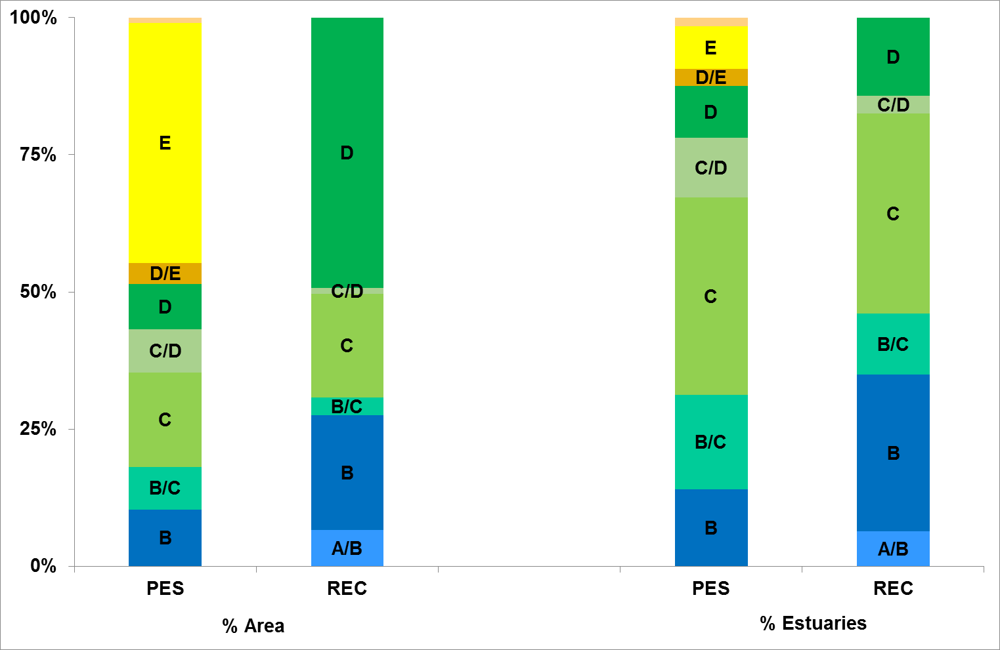 100%
75%
50%
25%
0%
E
D/E
D
C/D
C
B/C
B
D
C/D
C
B/C
B
A/B
E
D/E
D
C/D
C
B/C
B
D
C/D
C
B/C
B
A/B
PES REC PES REC
% Area % Estuaries